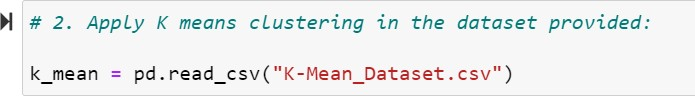 # 2. Apply K means clustering in the dataset provided:
k_mean = pd.read_csv("K-Mean_Dataset.csv")